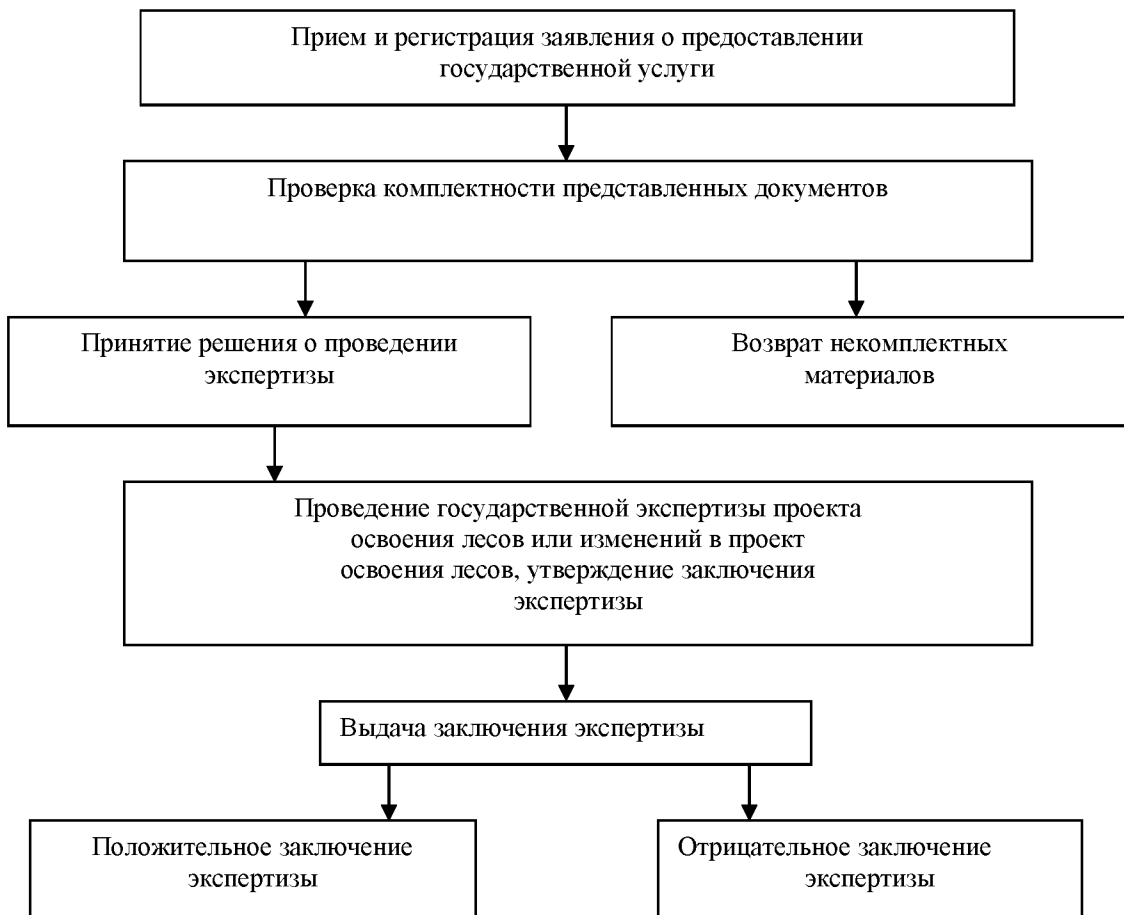 Прием и регистрация заявления о предоставлении
государственной услуги
Проверка комплектности представленных документов
Принятие решения о проведении
экспертизы
Возврат некомплектных
материалов
Проведение государственной экспертизы проекта
освоения лесов или изменений в проект
освоения лесов, утверждение заключения
экспертизы
Выдача заключения экспертизы
Положительное заключение
экспертизы
Отрицательное заключение
экспертизы